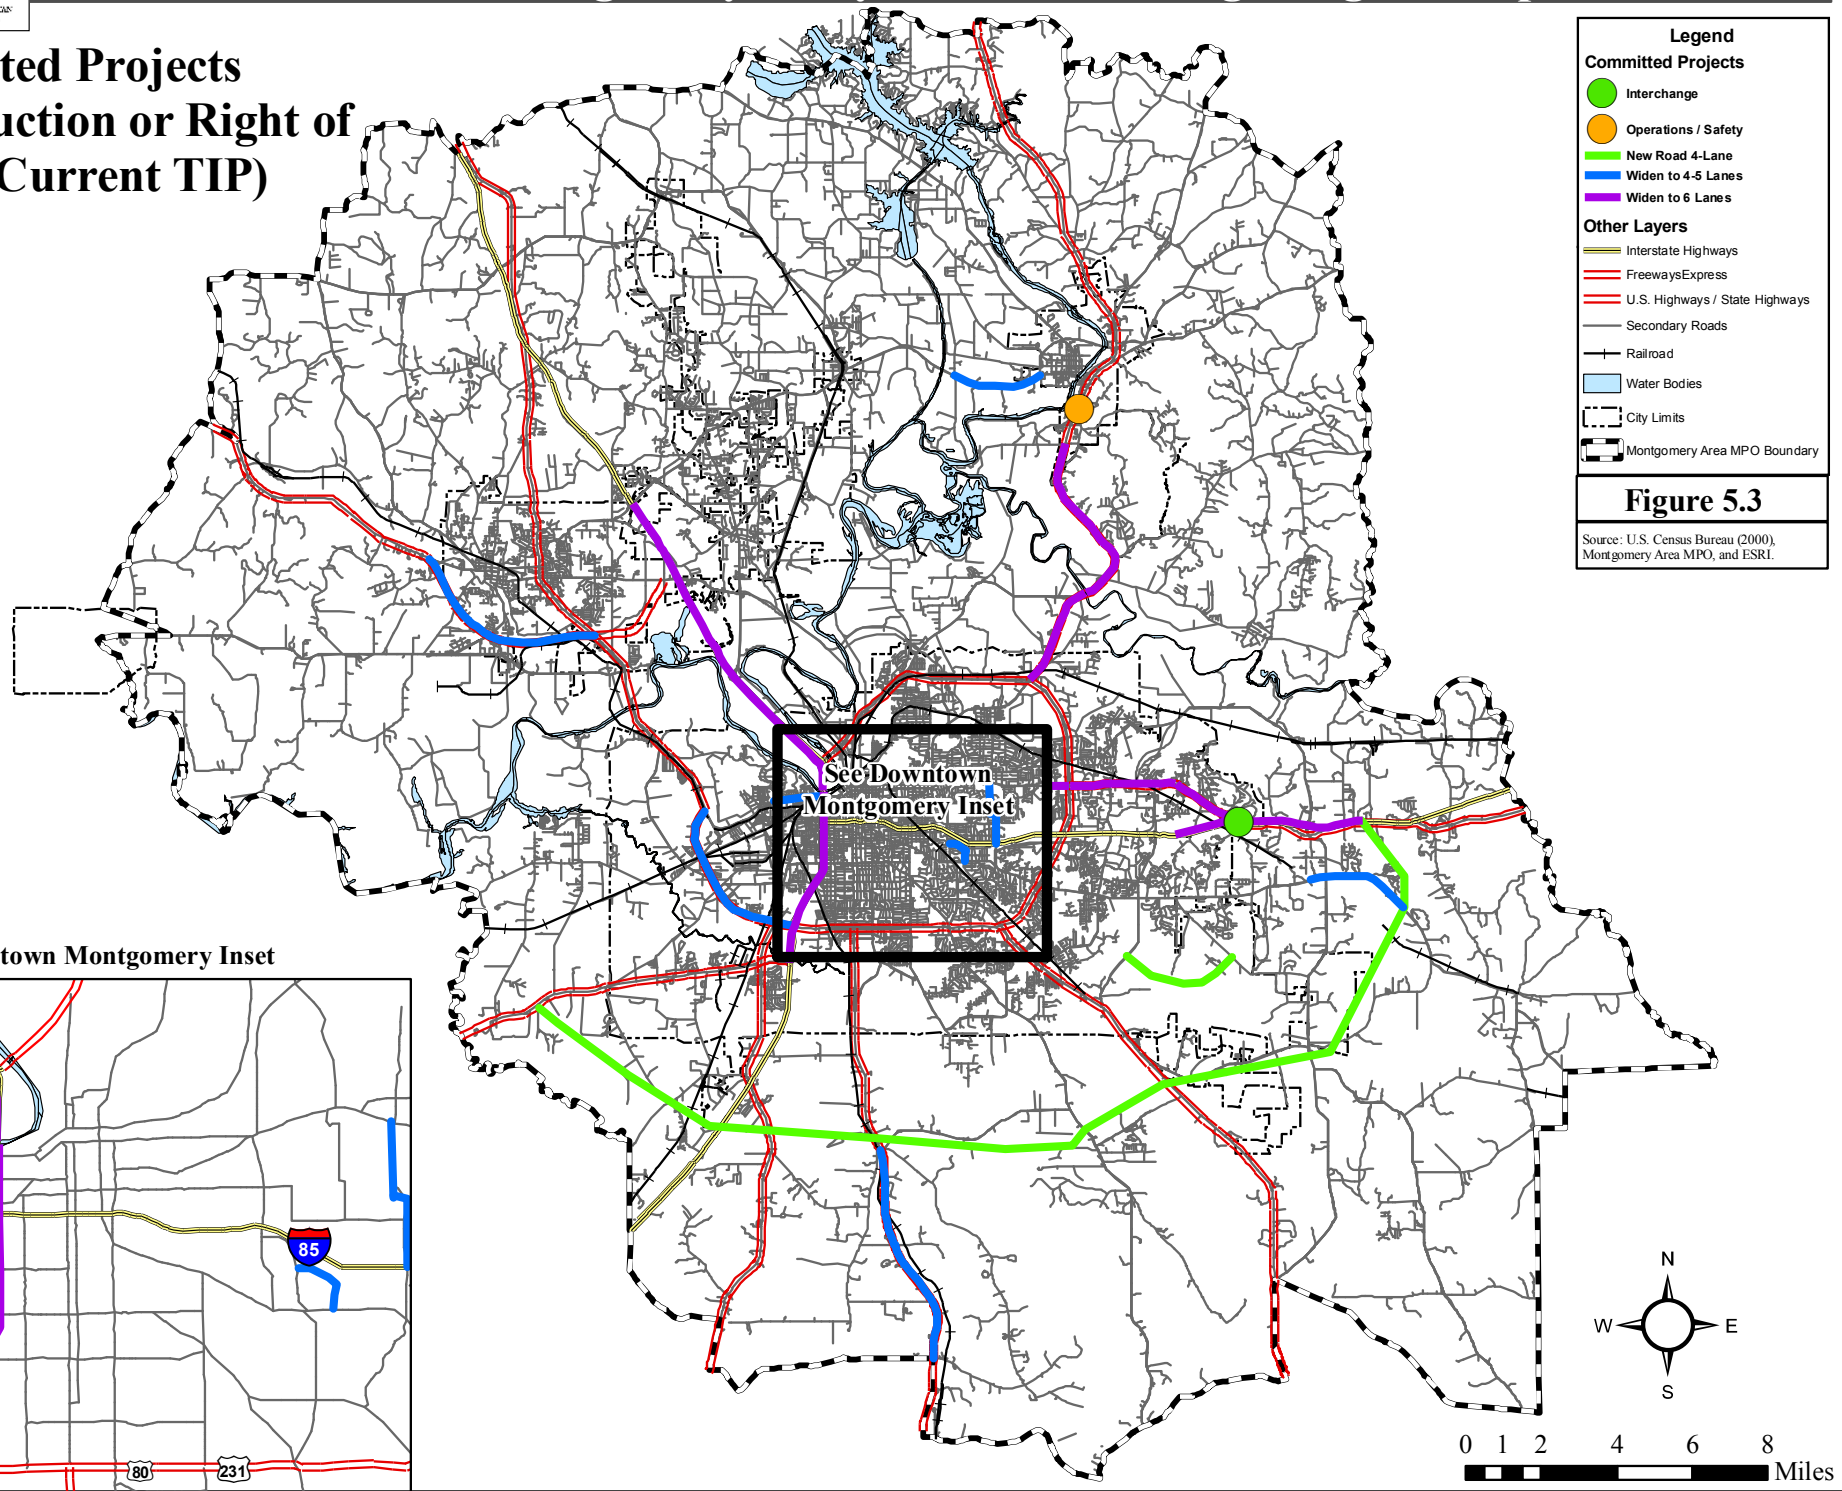 ted Projects
uction or Right of
Current TIP)
Legend
Committed Projects
Interchange
Operations / Safety
New Road 4-Lane
Widen to 4-5 Lanes
Widen to 6 Lanes
Other Layers
Interstate Highways
FreewaysExpress
U.S. Highways / State Highways
Secondary Roads
Railroad
Water Bodies
City Limits
Montgomery Area MPO Boundary
Figure 5.3
Source: U.S. Census Bureau (2000),
Montgomery Area MPO, and ESRI.
See Downtown
Montgomery Inset
town Montgomery Inset
85
80
231
N
W E
S
0 1 2 4 6 8
Miles